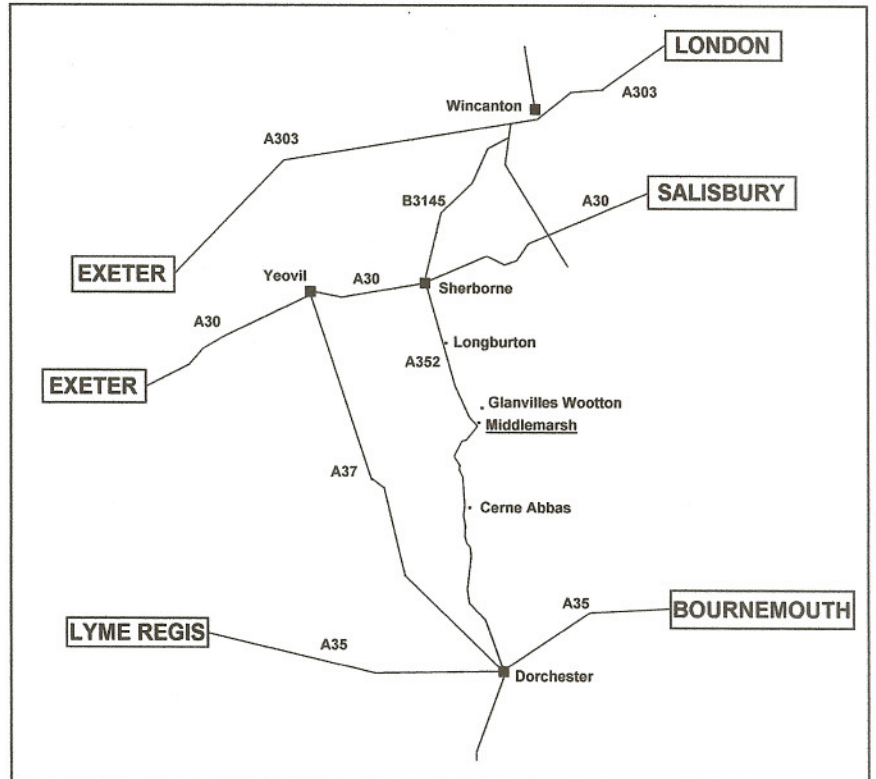 LONDON
A303
Wincanton
A303
SALISBURY
A30
B3145
EXETER
Yeovil
A30
Sherborne
A30
Longburton
A352
EXETER
Glanvilles Wootton
Middlemarsh
A37
Cerne Abbas
A35
BOURNEMOUTH
LYME REGIS
A35
Dorchester